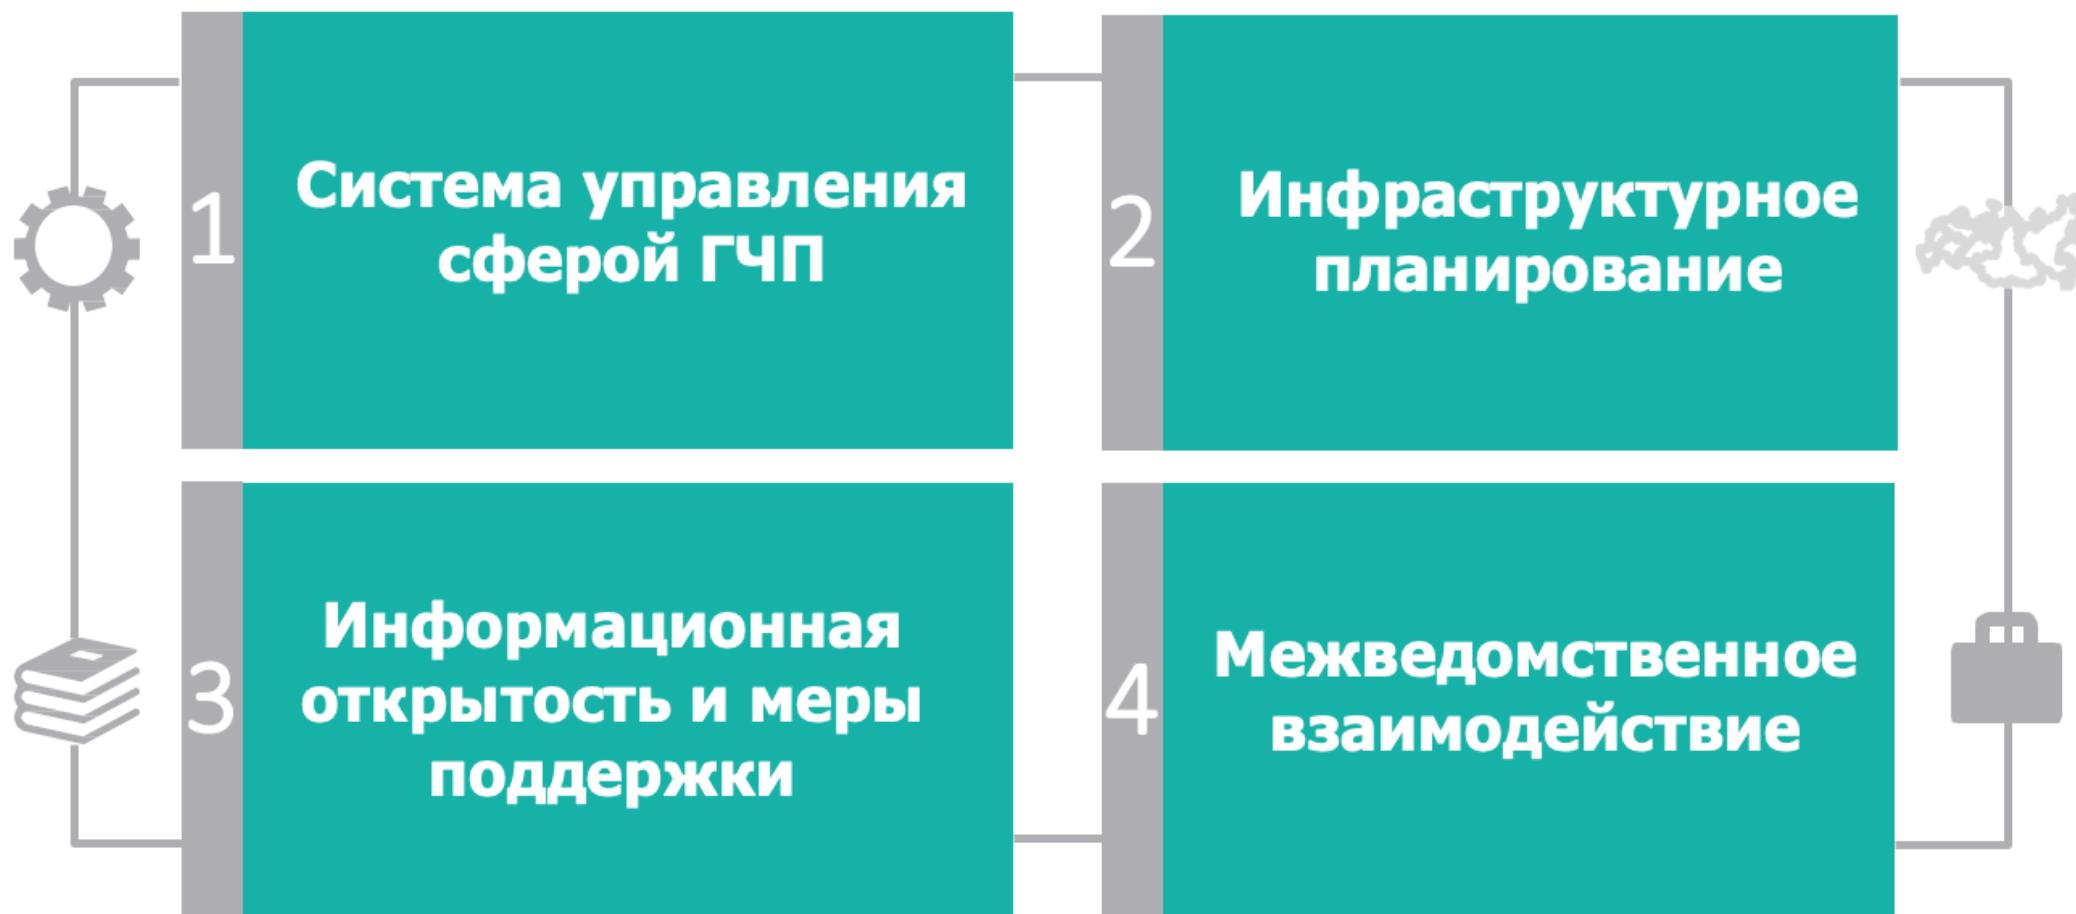 1
Система управления
сферой ГЧП
2
Инфраструктурное
планирование
3
Информационная
открытость и меры
поддержки
4
Межведомственное
взаимодействие